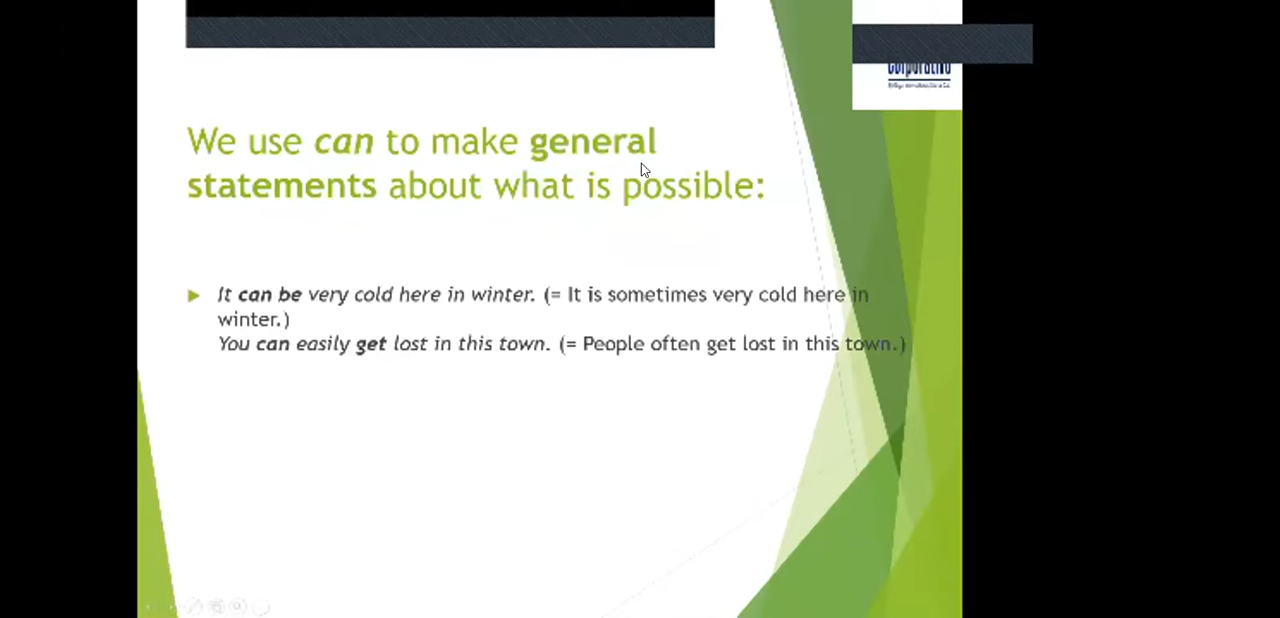 We use can to make general
statements about what is possible:
It can be very cold here in winter. (= It is sometimes very cold here in
winter.)
You can easily get lost in this town. (= People often get lost in this town.)